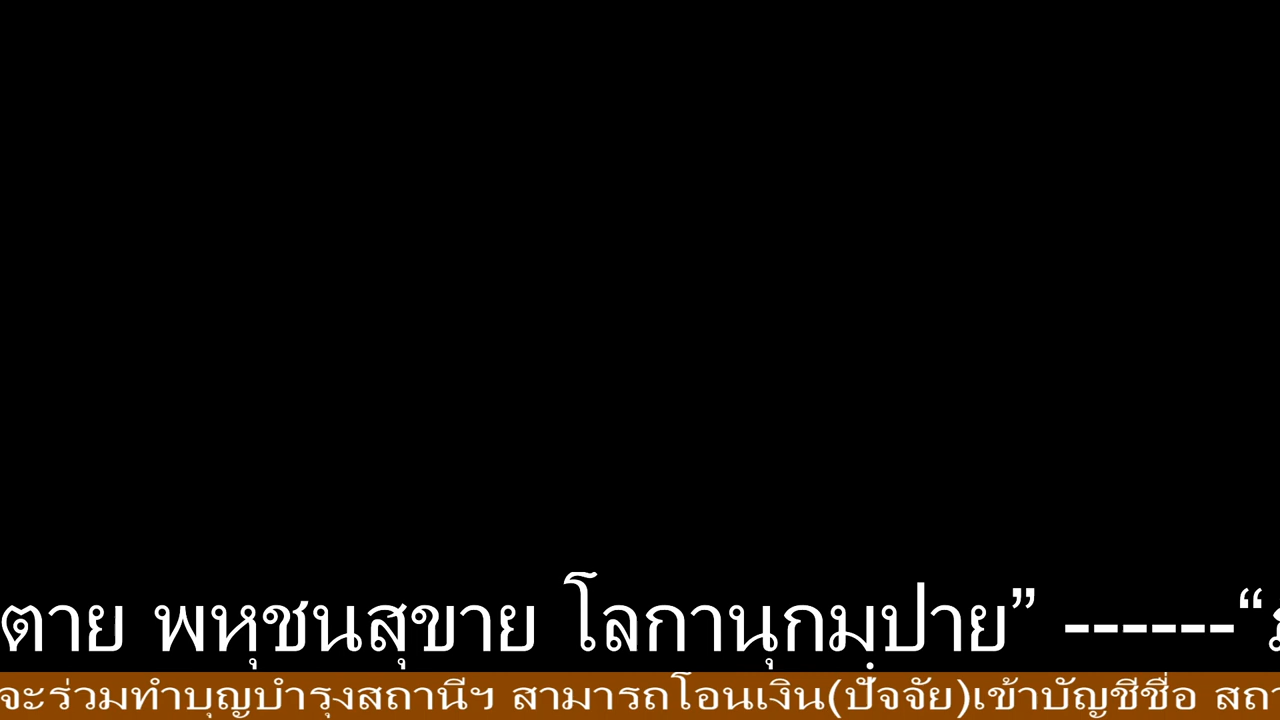 ตาย พหุชนสุขาย โลกานุกมฺปาย” ------“
จะร่วมทำบุญบำรุงสถานีฯ สามารถโอนเงิน(ปัจจัย)เข้าบัญชีชื่อ สถา